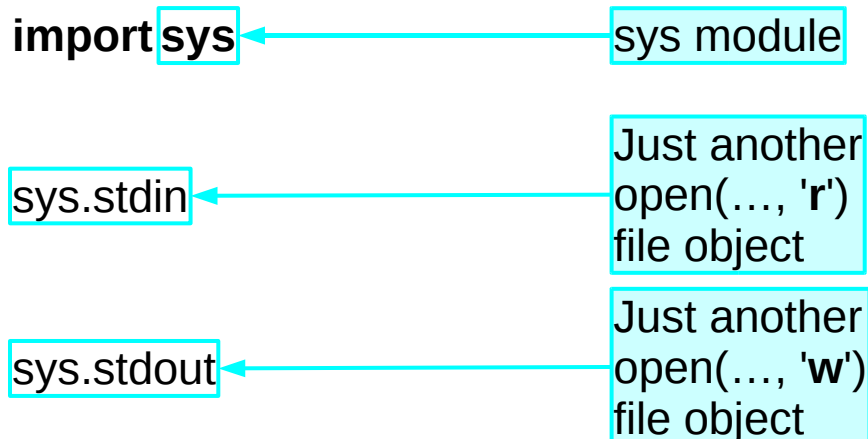 import sys
sys module
sys.stdin
Just another
open(…, 'r')
file object
sys.stdout
Just another
open(…, 'w')
file object